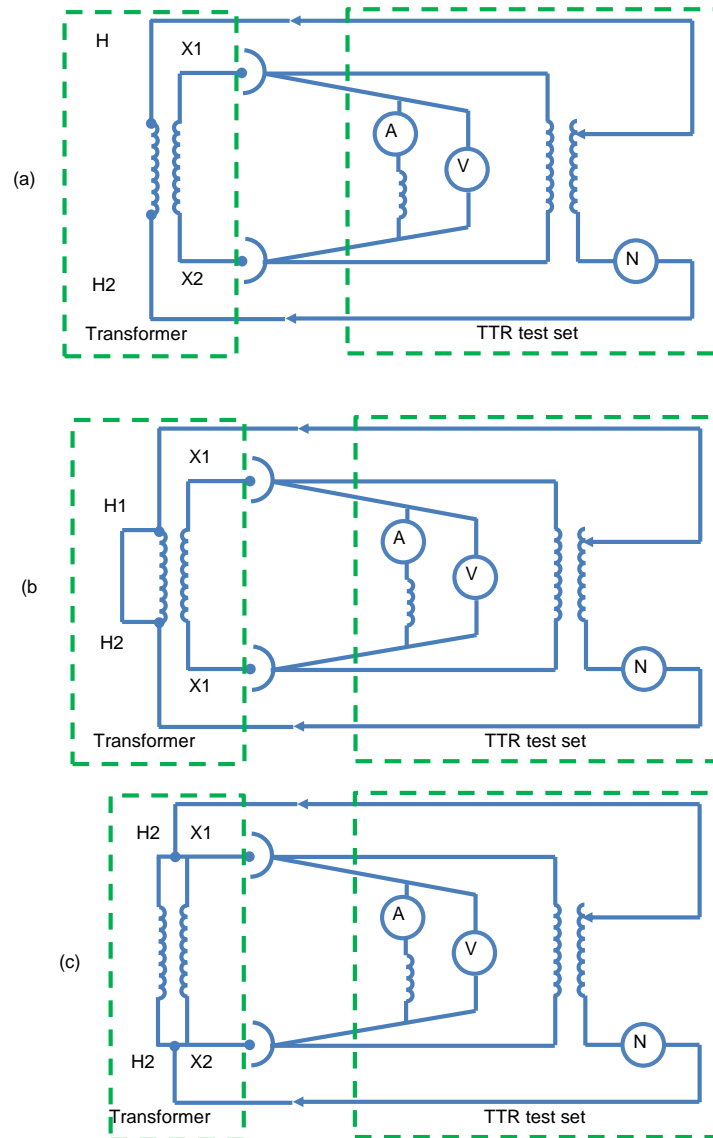 H
X1
A
V
(a)
N
H2
X2
Transformer
TTR test set
X1
H1
A
V
(b
H2
N
X1
Transformer
TTR test set
H2
X1
A
V
(c)
N
H2
X2
Transformer
TTR test set